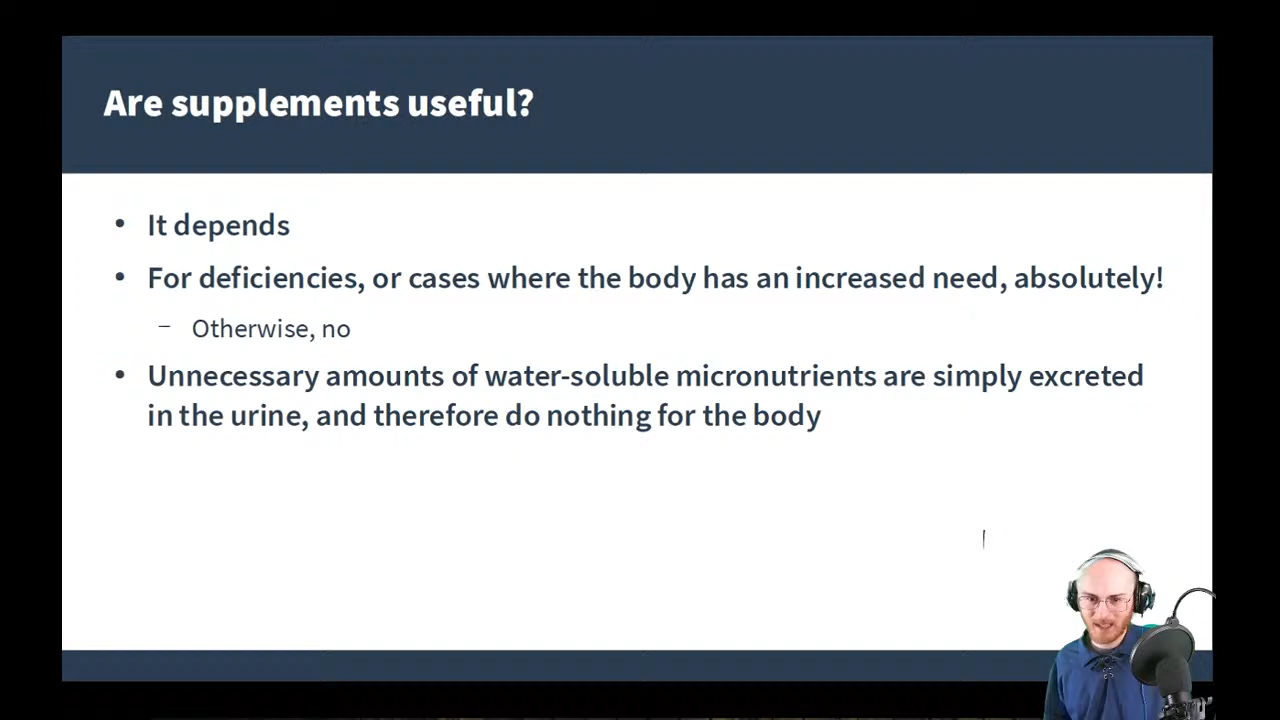 Are supplements useful?
• It depends
• For deficiencies, or cases where the body has an increased need, absolutely!
– Otherwise, no
• Unnecessary amounts of water-soluble micronutrients are simply excreted
in the urine, and therefore do nothing for the body